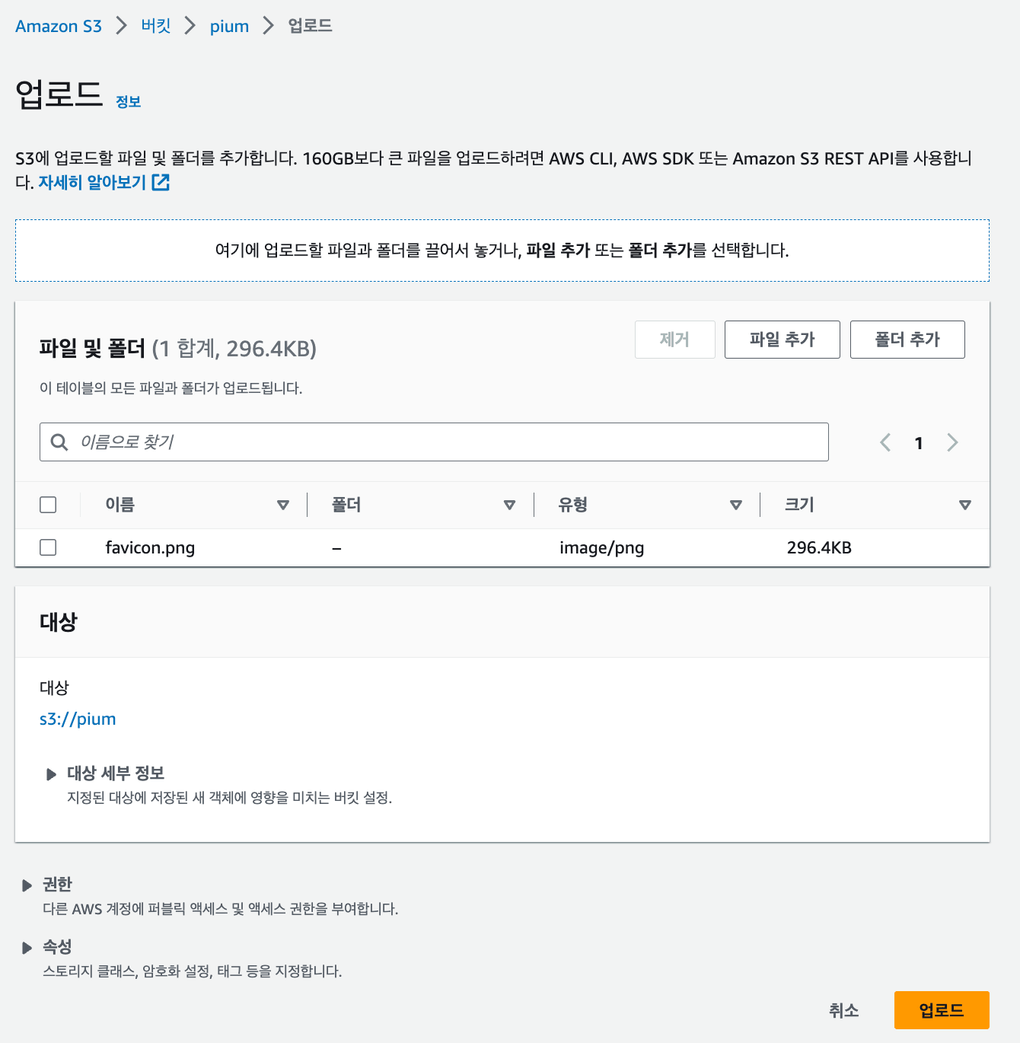 Amazon S3 > 버킷 > pium > 업로드
업로드 정보
S3에 업로드할 파일 및 폴더를 추가합니다. 160GB보다 큰 파일을 업로드하려면 AWS CLI, AWS SDK 또는 Amazon S3 REST API를 사용합니
다. 자세히 알아보기
여기에 업로드할 파일과 폴더를 끌어서 놓거나, 파일 추가 또는 폴더 추가를 선택합니다.
파일 및 폴더 (1 합계, 296.4KB) 제거 파일 추가 폴더 추가
이 테이블의 모든 파일과 폴더가 업로드됩니다.
이름으로 찾기 1
이름 폴더 유형 크기
favicon.png – image/png 296.4KB
대상
대상
s3://pium
대상 세부 정보
지정된 대상에 저장된 새 객체에 영향을 미치는 버킷 설정.
권한
다른 AWS 계정에 퍼블릭 액세스 및 액세스 권한을 부여합니다.
속성
스토리지 클래스, 암호화 설정, 태그 등을 지정합니다.
취소 업로드